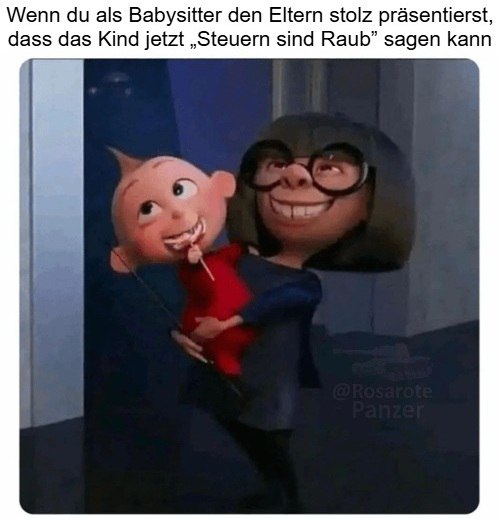 Wenn du als Babysitter den Eltern stolz präsentierst,
dass das Kind jetzt „Steuern sind Raub” sagen kann
@Rosarote
Panzer